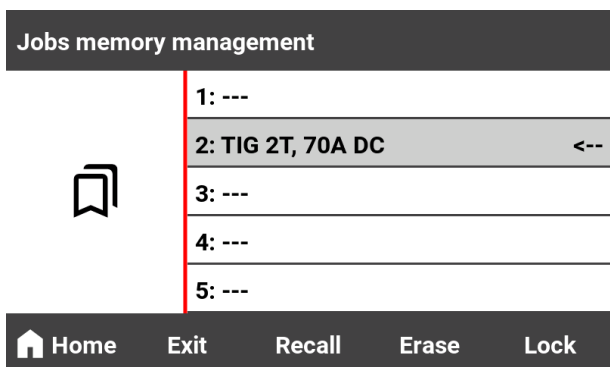 Jobs memory management
1: ---
2: TIG 2T, 70A DC <--
3: ---
4: ---
5: ---
Home Exit Recall Erase Lock